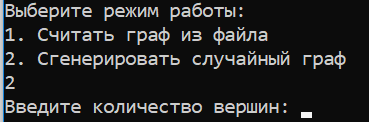 Выберите режим работы:
1. Считать граф из файла
2. Сгенерировать случайный граф
2
Введите количество вершин: